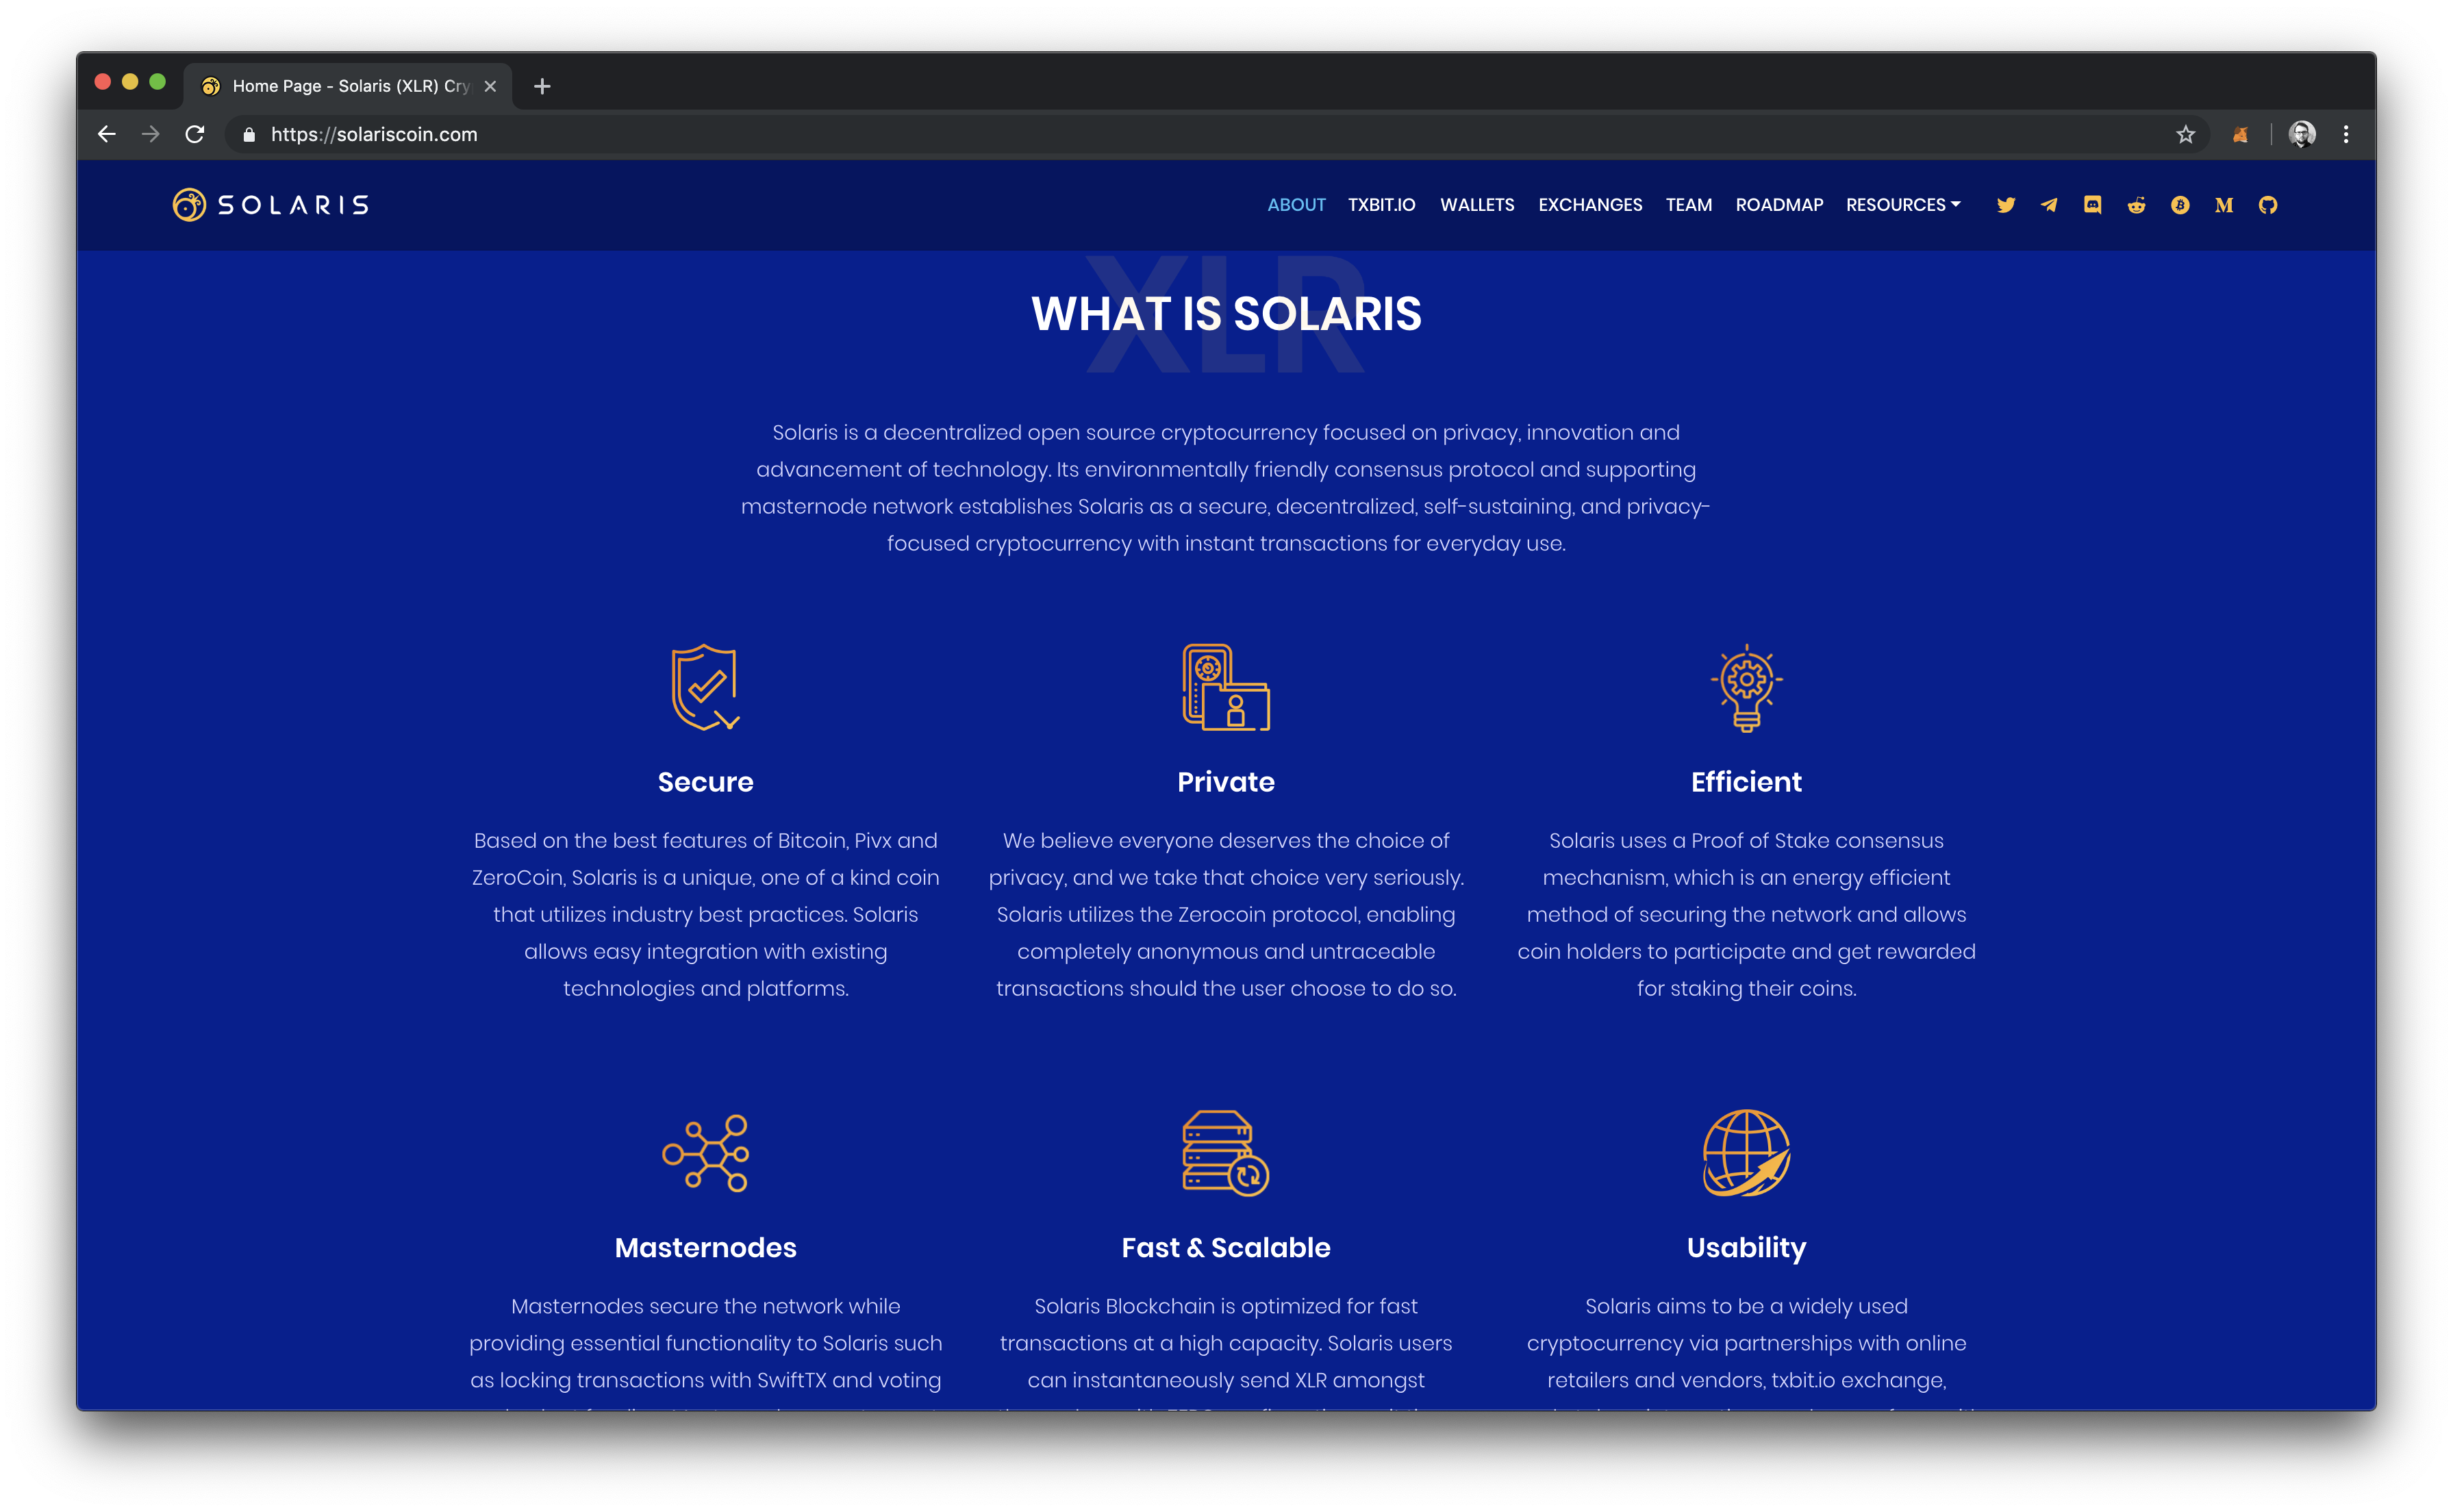 Home Page - Solaris (XLR) Cry
https://solariscoin.com
SOLARIS
ABOUT TXBIT.IO WALLETS EXCHANGES TEAM ROADMAP RESOURCES
XLR
WHAT IS SOLARIS
Solaris is a decentralized open source cryptocurrency focused on privacy, innovation and
advancement of technology. Its environmentally friendly consensus protocol and supporting
masternode network establishes Solaris as a secure, decentralized, self-sustaining, and privacy-
focused cryptocurrency with instant transactions for everyday use.
Secure
Based on the best features of Bitcoin, Pivx and
ZeroCoin, Solaris is a unique, one of a kind coin
that utilizes industry best practices. Solaris
allows easy integration with existing
technologies and platforms.
Private
We believe everyone deserves the choice of
privacy, and we take that choice very seriously.
Solaris utilizes the Zerocoin protocol, enabling
completely anonymous and untraceable
transactions should the user choose to do so.
Efficient
Solaris uses a Proof of Stake consensus
mechanism, which is an energy efficient
method of securing the network and allows
coin holders to participate and get rewarded
for staking their coins.
Masternodes
Masternodes secure the network while
providing essential functionality to Solaris such
as locking transactions with SwiftTX and voting
Fast & Scalable
Solaris Blockchain is optimized for fast
transactions at a high capacity. Solaris users
can instantaneously send XLR amongst
Usability
Solaris aims to be a widely used
cryptocurrency via partnerships with online
retailers and vendors, txbit.io exchange,